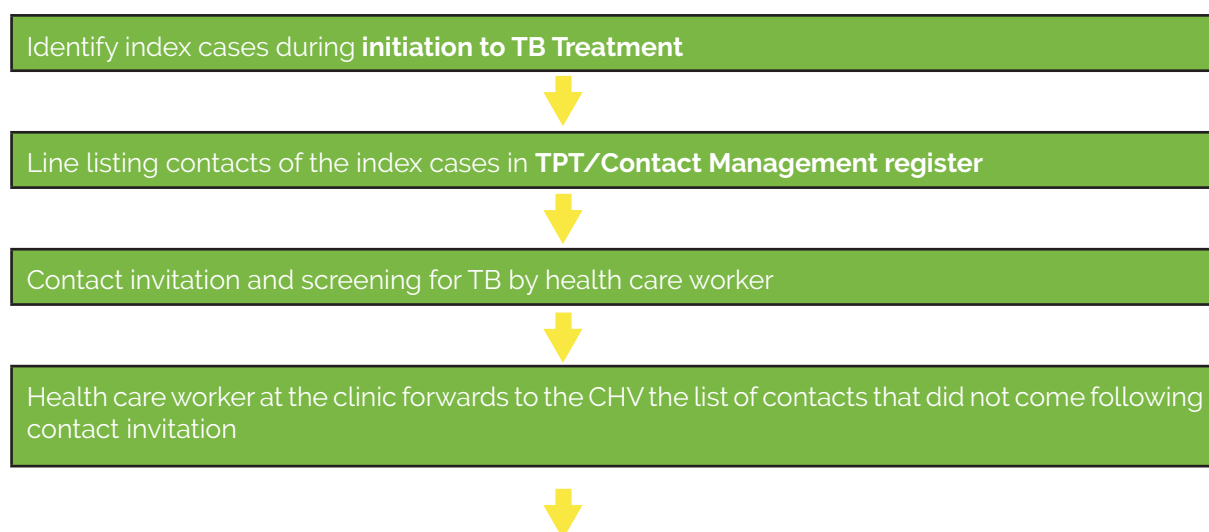 Identify index cases during initiation to TB Treatment
Line listing contacts of the index cases in TPT/Contact Management register
Contact invitation and screening for TB by health care worker
Health care worker at the clinic forwards to the CHV the list of contacts that did not come following
contact invitation